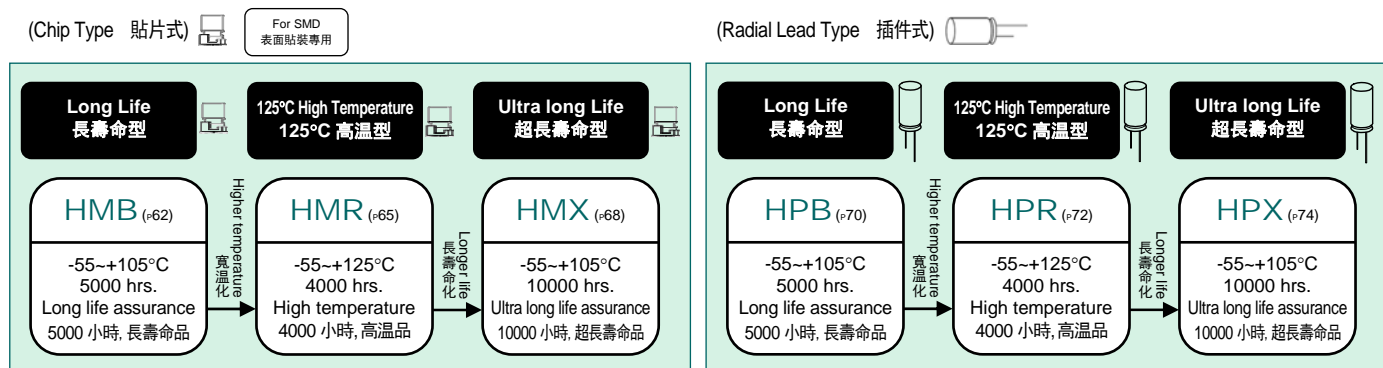 (Chip Type 貼片式)
For SMD
表面貼裝專用
Long Life
長壽命型
125°C High Temperature
125°C 高溫型
Ultra long Life
超長壽命型
HMB (P62)
-55~+105°C
5000 hrs.
Long life assurance
5000 小時, 長壽命品
Higher temperature
寬溫化
HMR (P65)
-55~+125°C
4000 hrs.
High temperature
4000 小時, 高溫品
Longer life
長壽命化
HMX (P68)
-55~+105°C
10000 hrs.
Ultra long life assurance
10000 小時, 超長壽命品
(Radial Lead Type 插件式)
Long Life
長壽命型
125°C High Temperature
125°C 高溫型
Ultra long Life
超長壽命型
HPB (P70)
-55~+105°C
5000 hrs.
Long life assurance
5000 小時, 長壽命品
Higher temperature
寬溫化
HPR (P72)
-55~+125°C
4000 hrs.
High temperature
4000 小時, 高溫品
Longer life
長壽命化
HPX (P74)
-55~+105°C
10000 hrs.
Ultra long life assurance
10000 小時, 超長壽命品